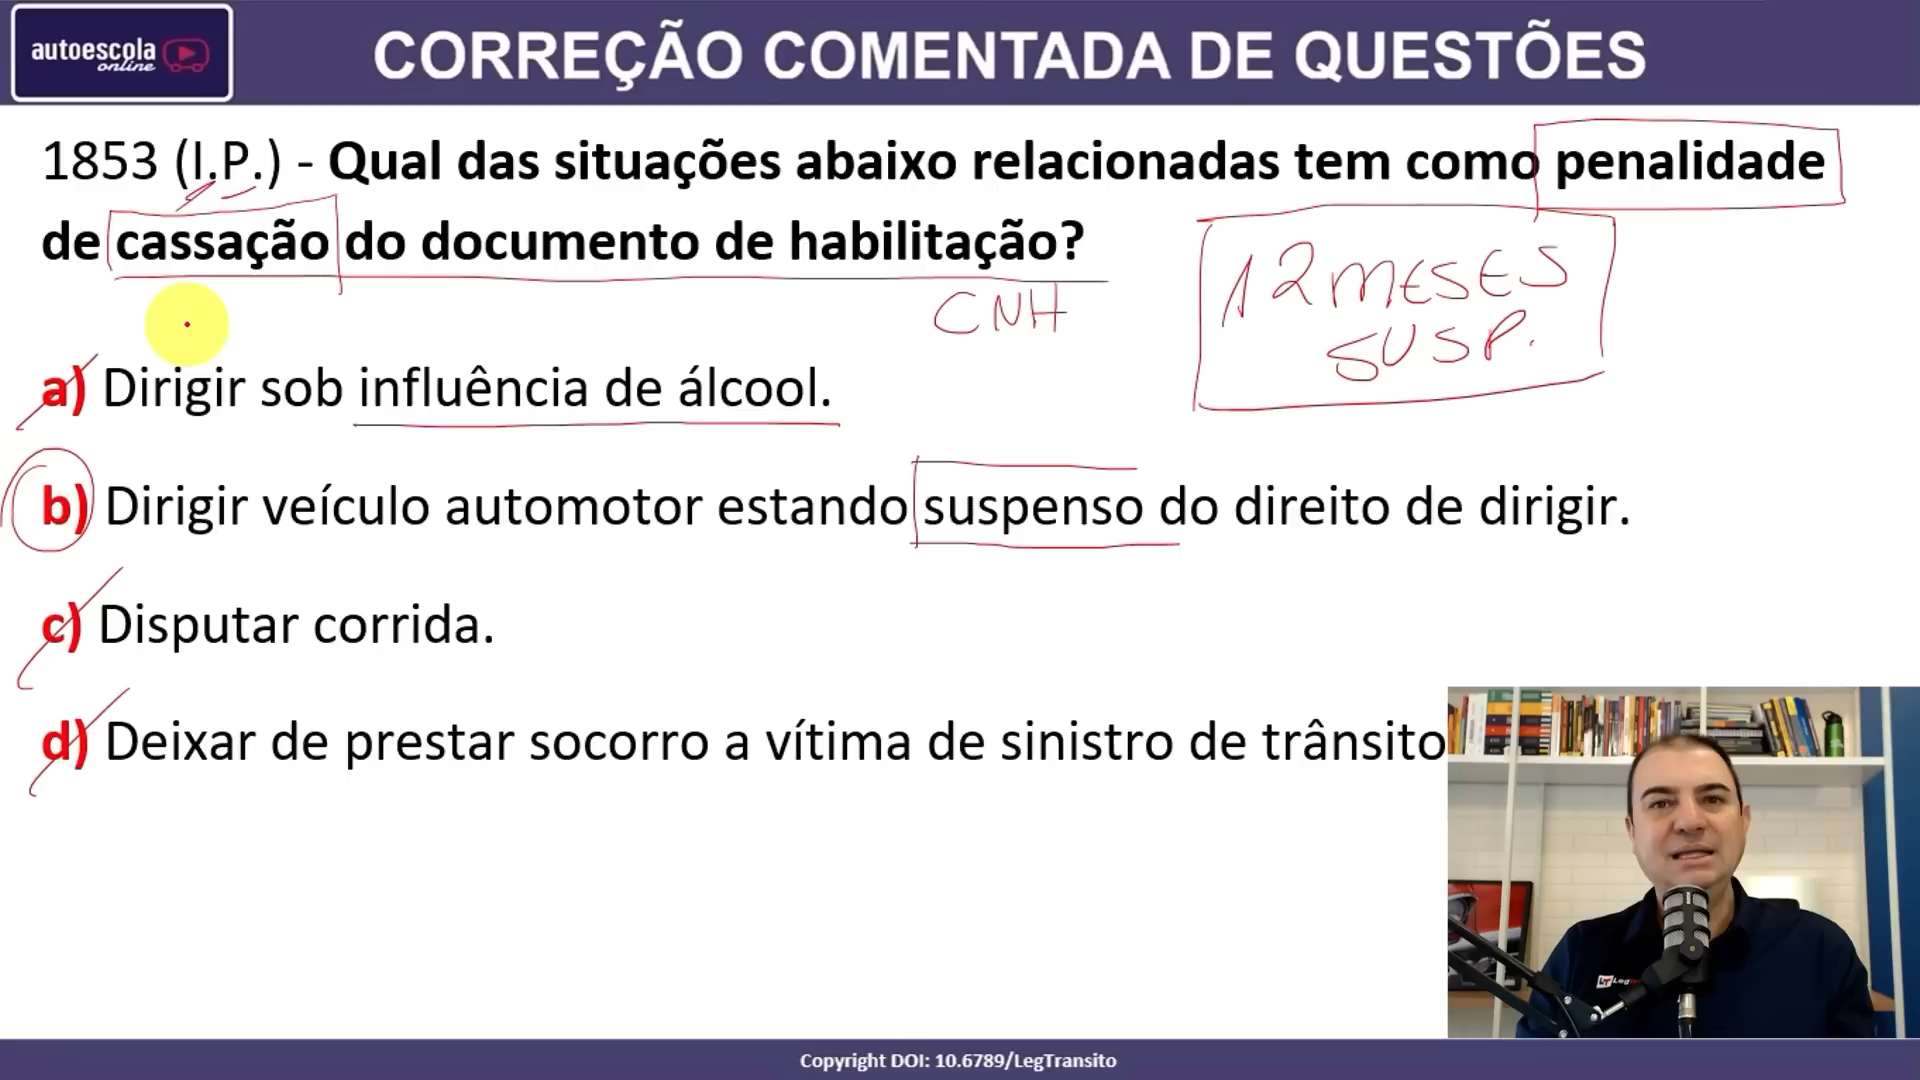 autoescola
online
CORREÇÃO COMENTADA DE QUESTÕES
1853 (I.P.) - Qual das situações abaixo relacionadas tem como penalidade
de cassação do documento de habilitação?
12 MESES
SUSP.
CNH
a) Dirigir sob influência de álcool.
b) Dirigir veículo automotor estando suspenso do direito de dirigir.
c) Disputar corrida.
d) Deixar de prestar socorro a vítima de sinistro de trânsito
Copyright DOI: 10.6789/LegTransito